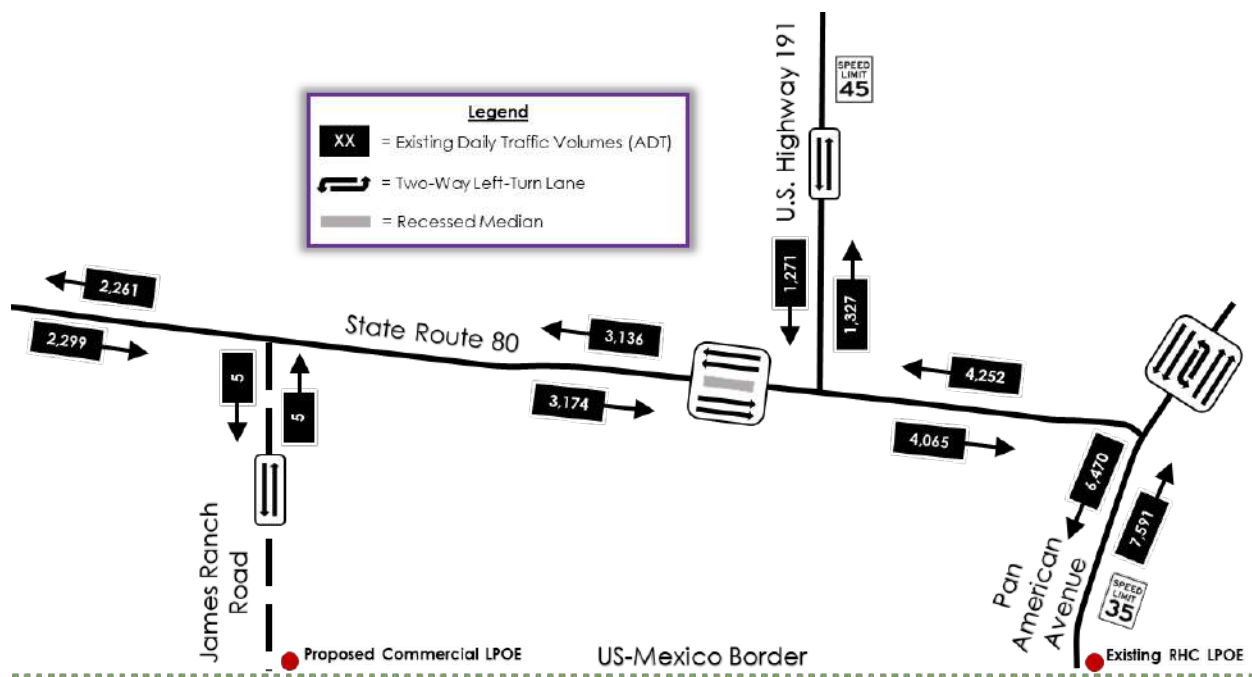 U.S. Highway 191
SPEED
LIMIT
45
Legend
XX = Existing Daily Traffic Volumes (ADT)
= Two-Way Left-Turn Lane
= Recessed Median
1,271
1,327
2,261
2,299
State Route 80
3,136
3,174
4,252
4,065
5
5
6,470
7,591
James Ranch
Road
Pan
American
Avenue
SPEED
LIMIT
35
Proposed Commercial LPOE
US-Mexico Border
Existing RHC LPOE